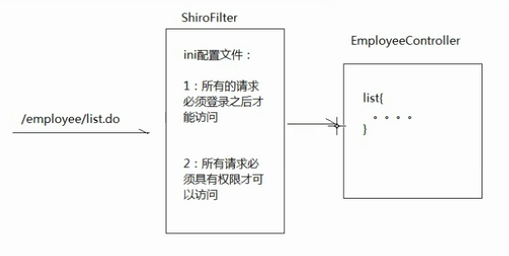 ShiroFilter
EmployeeController
ini配置文件：
1：所有的请求
必须登录之后才
能访问
/employee/list.do
list{
。。。。
}
2：所有请求必
须具有权限才可
以访问